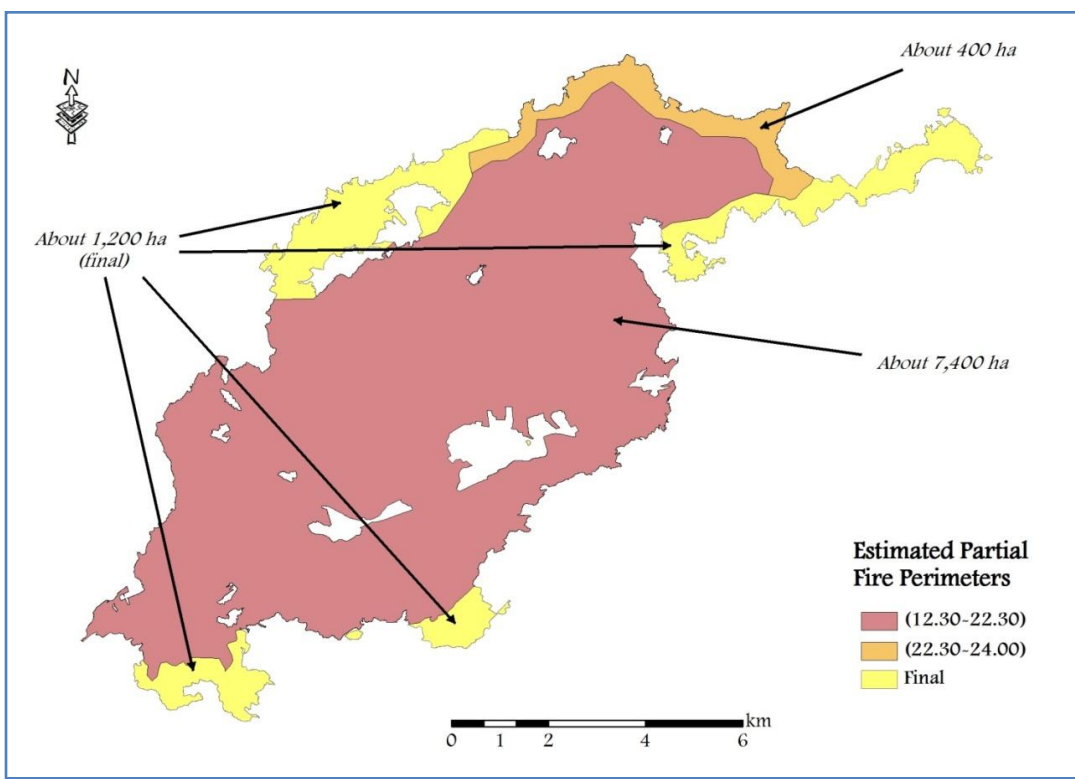 N
About 400 ha
About 1,200 ha
(final)
About 7,400 ha
Estimated Partial
Fire Perimeters
(12.30-22.30)
(22.30-24.00)
Final
km
0 1 2 4 6